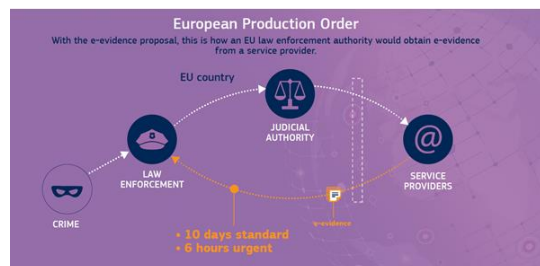 European Production Order
With the e-evidence proposal, this is how an EU law enforcement authority would obtain e-evidence
from a service provider.
EU country
JUDICIAL
AUTHORITY
LAW
ENFORCEMENT
@
SERVICE
PROVIDERS
CRIME
e-evidence
• 10 days standard
• 6 hours urgent